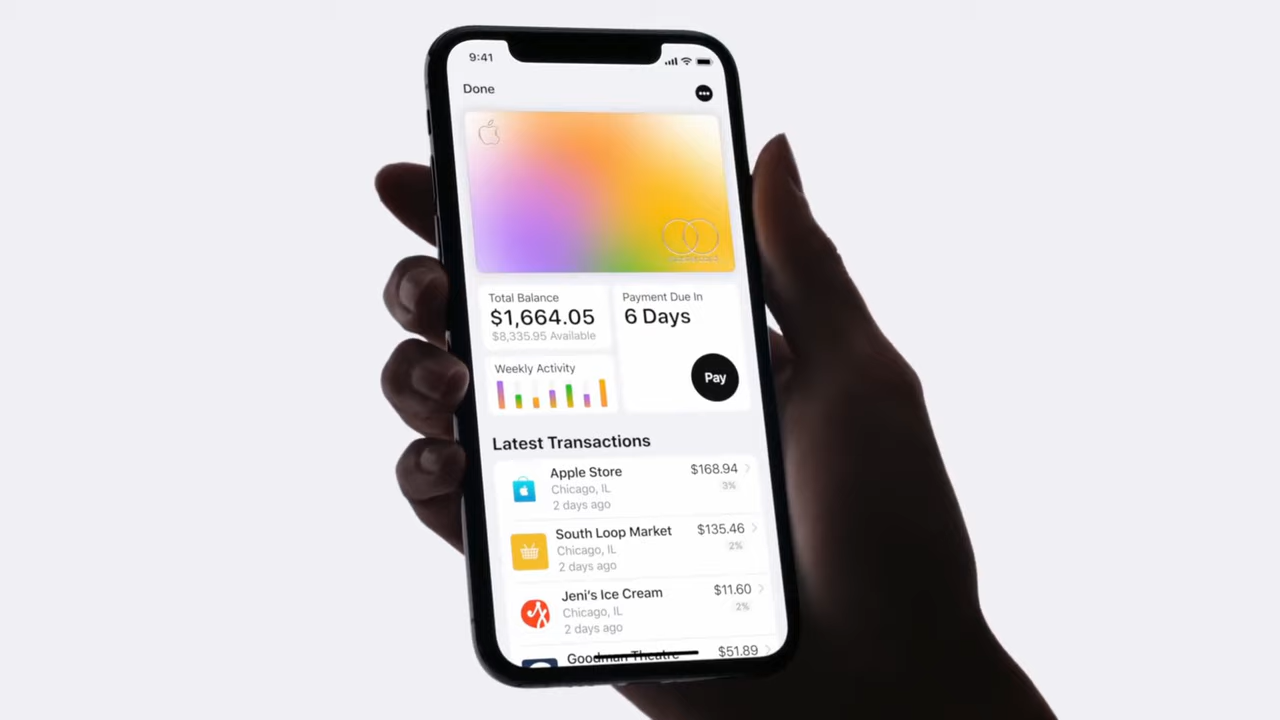 9:41
Done
Total Balance
$1,664.05
$8,335.95 Available
Payment Due In
6 Days
Pay
Weekly Activity
Latest Transactions
Apple Store
$168.94
Chicago, IL
3%
2 days ago
South Loop Market
$135.46
Chicago, IL
2%
2 days ago
Jeni's Ice Cream
$11.60
Chicago, IL
2%
2 days ago
Goodman Theatre
$51.89